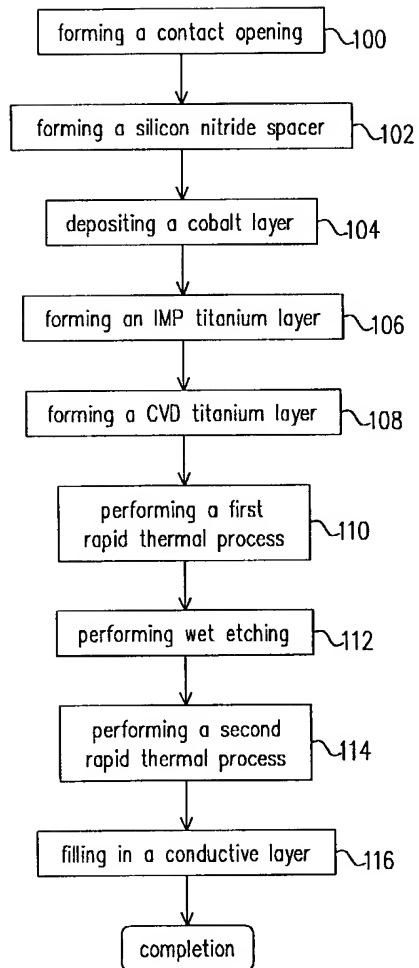 forming a contact opening
100
forming a silicon nitride spacer
102
depositing a cobalt layer
104
forming an IMP titanium layer
106
forming a CVD titanium layer
108
performing a first
rapid thermal process
110
performing wet etching
112
performing a second
rapid thermal process
114
filling in a conductive layer
116
completion